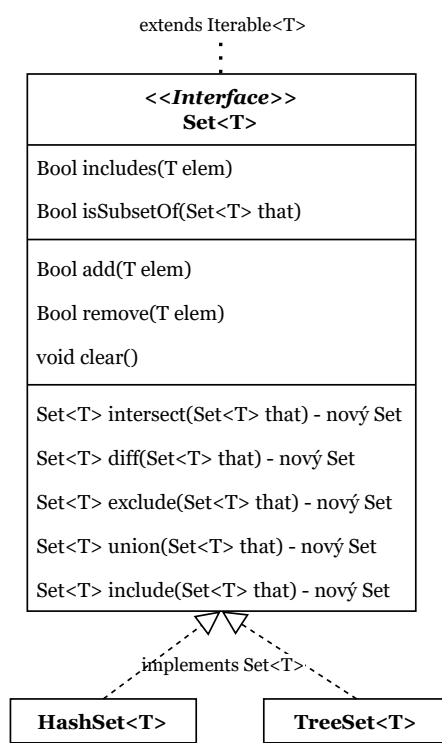 extends Iterable<T>
<<Interface>>
Set<T>
Bool includes(T elem)
Bool isSubsetOf(Set<T> that)
Bool add(T elem)
Bool remove(T elem)
void clear()
Set<T> intersect(Set<T> that) - nový Set
Set<T> diff(Set<T> that) - nový Set
Set<T> exclude(Set<T> that) - nový Set
Set<T> union(Set<T> that) - nový Set
Set<T> include(Set<T> that) - nový Set
implements Set<T>
HashSet<T>
TreeSet<T>